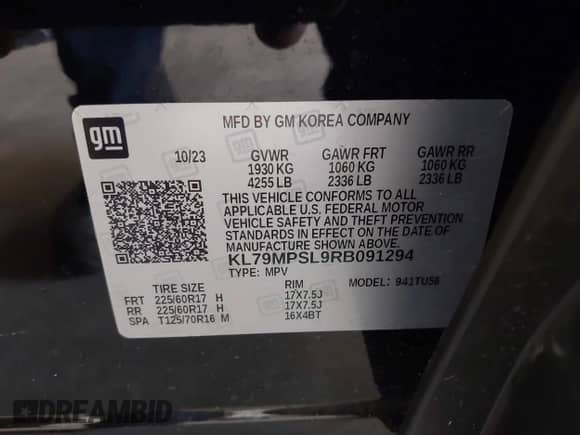 gm
MFD BY GM KOREA COMPANY
10/23 GVWR GAWR FRT GAWR RR
1930 KG 1060 KG 1060 KG
4255 LB 2336 LB 2336 LB
THIS VEHICLE CONFORMS TO ALL
APPLICABLE U.S. FEDERAL MOTOR
VEHICLE SAFETY AND THEFT PREVENTION
STANDARDS IN EFFECT ON THE DATE OF
MANUFACTURE SHOWN ABOVE.
KL79MPSL9RB091294
TYPE: MPV MODEL: 941TU56
TIRE SIZE RIM
FRT 225/60R17 H 17X7.5J
RR 225/60R17 H 17X7.5J
SPA T125/70R16 M 16X4BT
DREAMBID